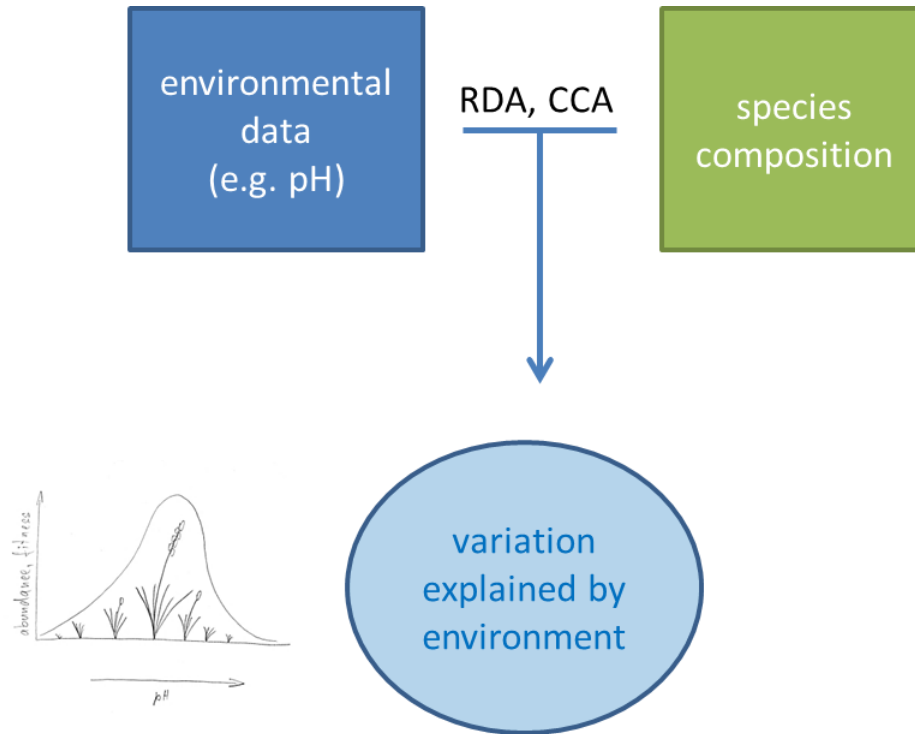 environmental
data
(e.g. pH)
RDA, CCA
species
composition
abundance, fitness
pH
variation
explained by
environment